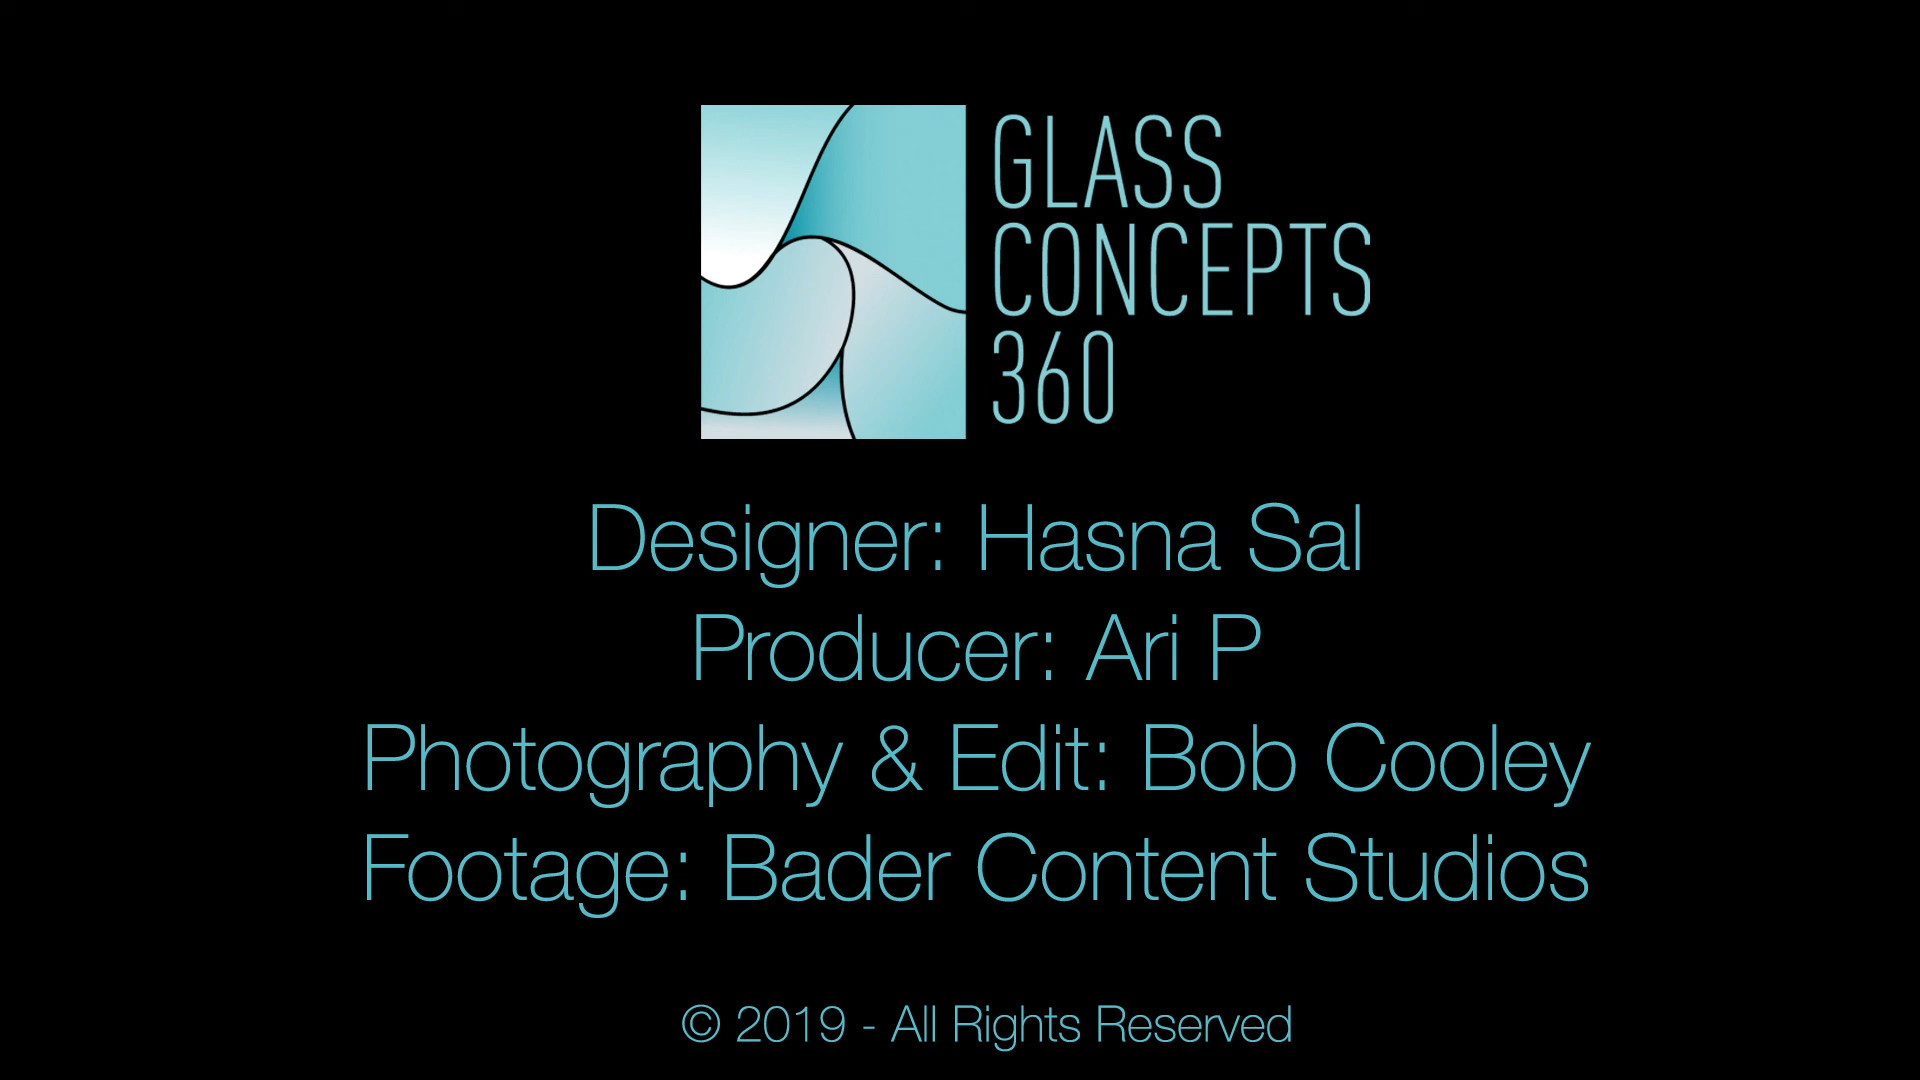 GLASS
CONCEPTS
360
Designer: Hasna Sal
Producer: Ari P
Photography & Edit: Bob Cooley
Footage: Bader Content Studios
© 2019 - All Rights Reserved